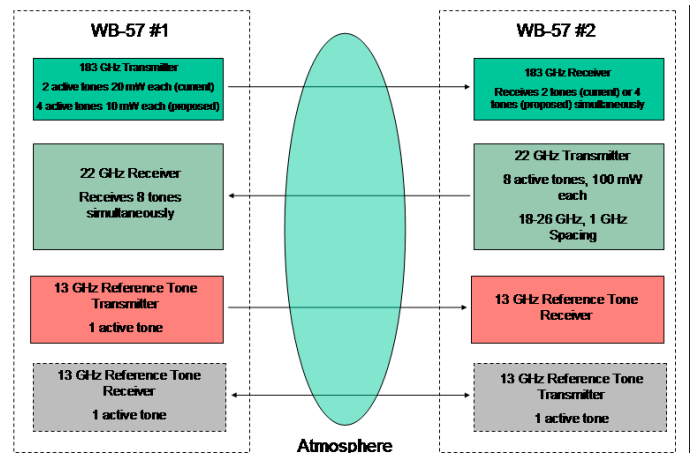 WB-57 #1
183 GHz Transmitter
2 active tones 20 mW each (current)
4 active tones 10 mW each (proposed)
22 GHz Receiver
Receives 8 tones
simultaneously
13 GHz Reference Tone
Transmitter
1 active tone
13 GHz Reference Tone
Receiver
1 active tone
Atmosphere
WB-57 #2
183 GHz Receiver
Receives 2 tones (current) or 4
tones (proposed) simultaneously
22 GHz Transmitter
8 active tones, 100 mW
each
18-26 GHz, 1 GHz
Spacing
13 GHz Reference Tone
Receiver
13 GHz Reference Tone
Transmitter
1 active tone